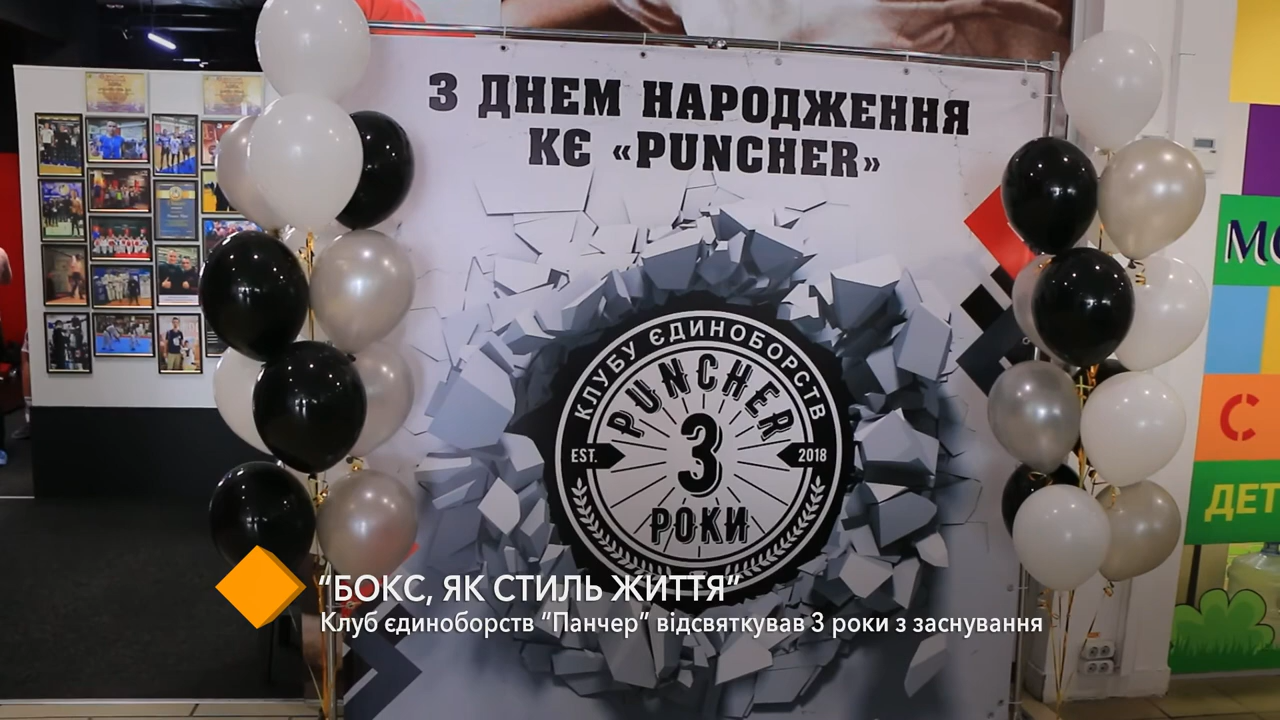 З ДНЕМ НАРОДЖЕННЯ
КЄ «PUNCHER»
КЛУБУ ЄДИНОБОРСТВ
PUNCHER
EST.
3
2018
РОКИ
ДЕТ
"БОКС, ЯК СТИЛЬ ЖИТТЯ"
Клуб єдиноборств "Панчер" відсвяткував 3 роки з заснування